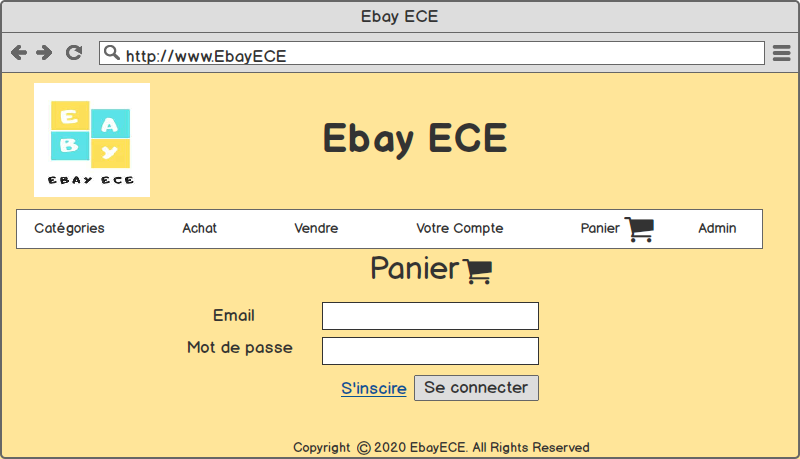 Ebay ECE
http://www.EbayECE
E A
B Y
EBAY ECE
Ebay ECE
Catégories Achat Vendre Votre Compte Panier Admin
Panier
Email
Mot de passe
S'inscire Se connecter
Copyright © 2020 EbayECE. All Rights Reserved